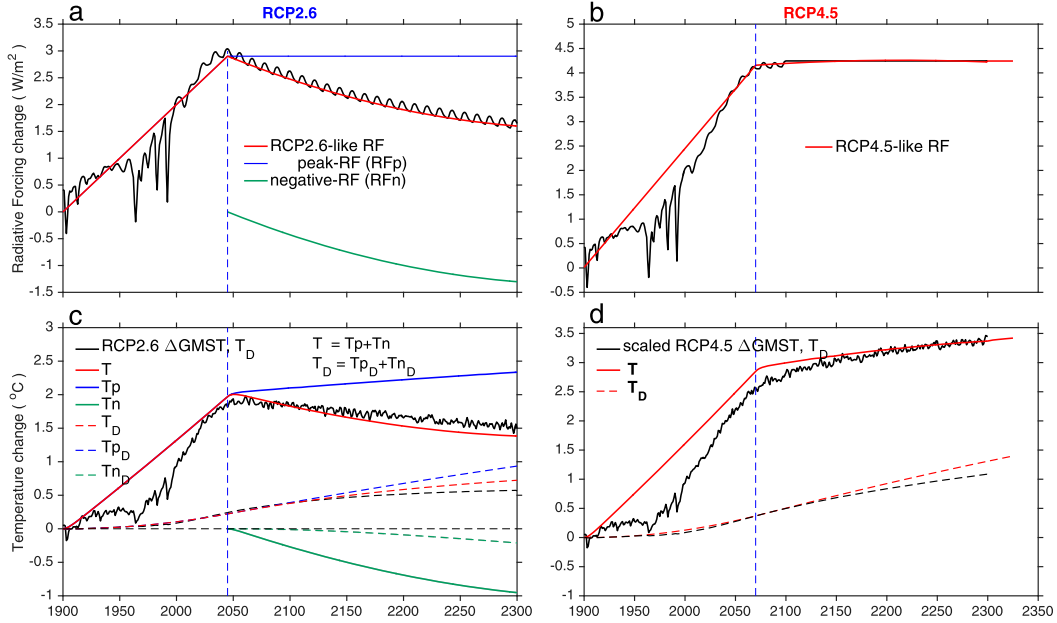 a
RCP2.6
3.5
3
2.5
2
1.5
1
0.5
0
-0.5
-1
-1.5
Radiative Forcing change ( W/m²)
RCP2.6-like RF
peak-RF (RFp)
negative-RF (RFn)
b
RCP4.5
5
4.5
4
3.5
3
2.5
2
1.5
1
0.5
0
-0.5
RCP4.5-like RF
c
3
2.5
2
1.5
1
0.5
0
-0.5
-1
Temperature change ( °C)
RCP2.6 ΔGMST, T_D
T
Tp
Tn
T_D
Tp_D
Tn_D
T = Tp+Tn
T_D = Tp_D+Tn_D
1900 1950 2000 2050 2100 2150 2200 2250 2300
d
3.5
3
2.5
2
1.5
1
0.5
0
-0.5
-1
scaled RCP4.5 ΔGMST, T_D
T
T_D
1900 1950 2000 2050 2100 2150 2200 2250 2300 2350